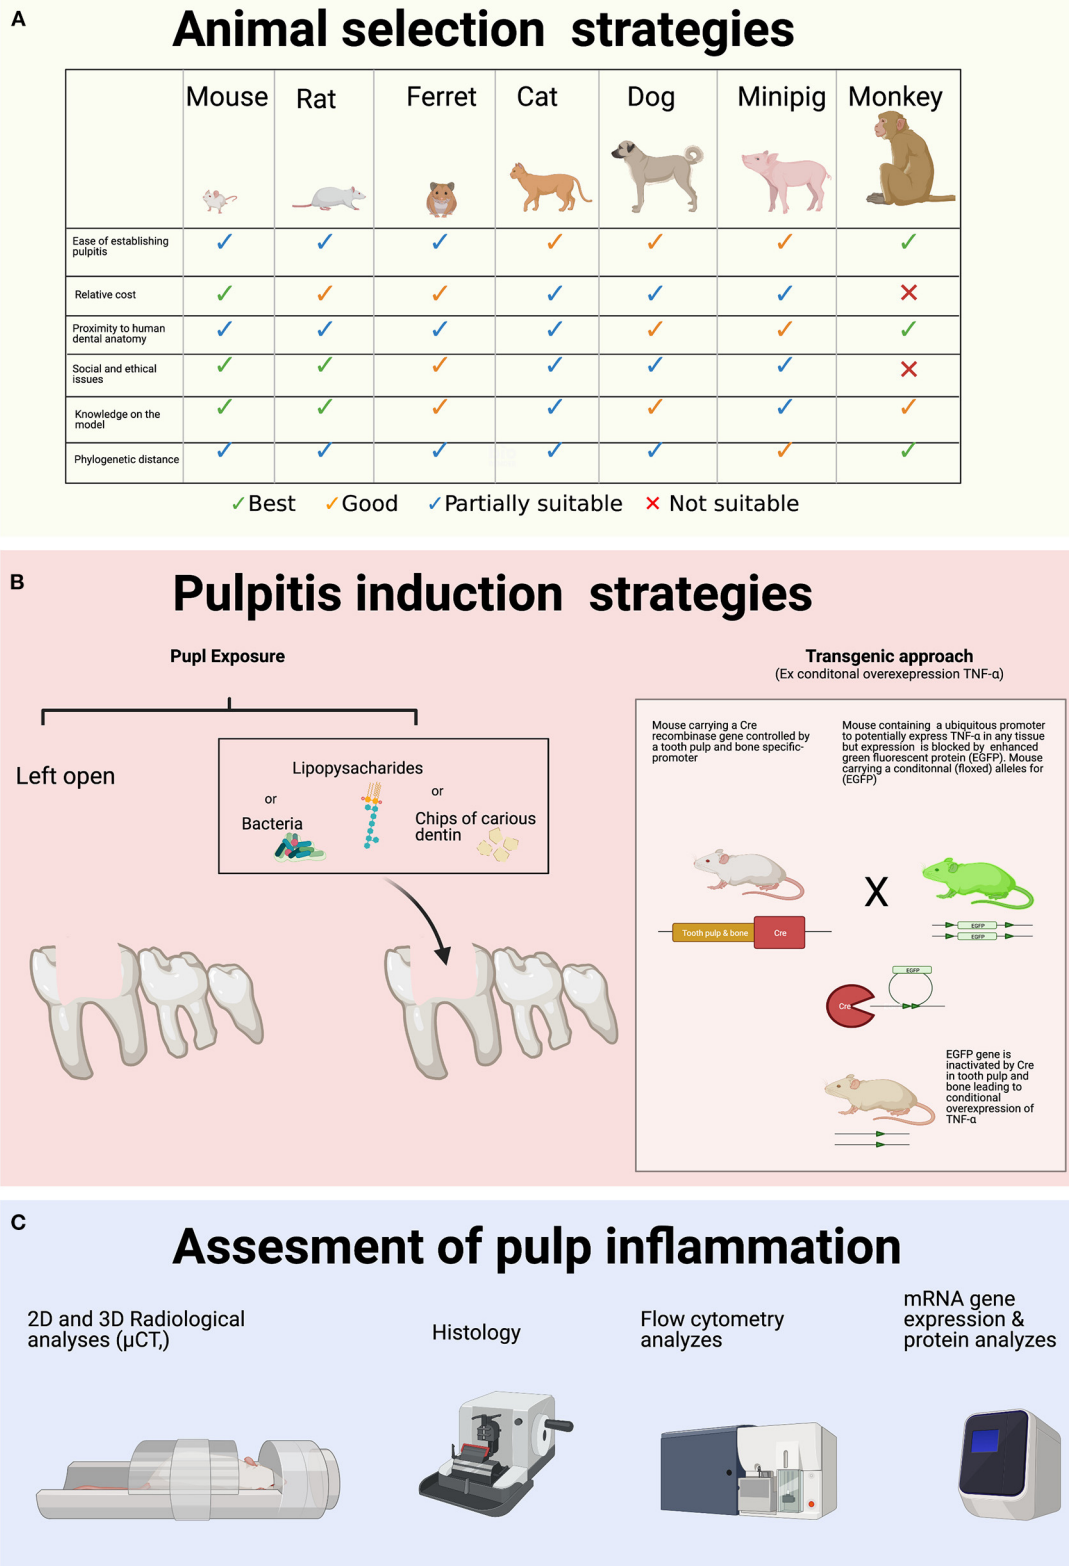 A
Animal selection strategies
Mouse Rat Ferret Cat Dog Minipig Monkey
Ease of establishing
pulpitis
Relative cost
Proximity to human
dental anatomy
Social and ethical
issues
Knowledge on the
model
Phylogenetic distance
Best Good Partially suitable Not suitable
B
Pulpitis induction strategies
Pupl Exposure
Left open
Lipopysacharides
or
or
Bacteria
Chips of carious
dentin
Transgenic approach
(Ex conditonal overexepression TNF-α)
Mouse carrying a Cre
recombinase gene controlled by
a tooth pulp and bone specific-
promoter
Mouse containing a ubiquitous promoter
to potentially express TNF-α in any tissue
but expression is blocked by enhanced
green fluorescent protein (EGFP). Mouse
carrying a conditonnal (floxed) alleles for
(EGFP)
X
Tooth pulp & bone Cre
EGFP
EGFP
EGFP
Cre
EGFP gene is
inactivated by Cre
in tooth pulp and
bone leading to
conditional
overexpression of
TNF-α
C
Assesment of pulp inflammation
2D and 3D Radiological
analyses (µCT,)
Histology
Flow cytometry
analyzes
mRNA gene
expression &
protein analyzes